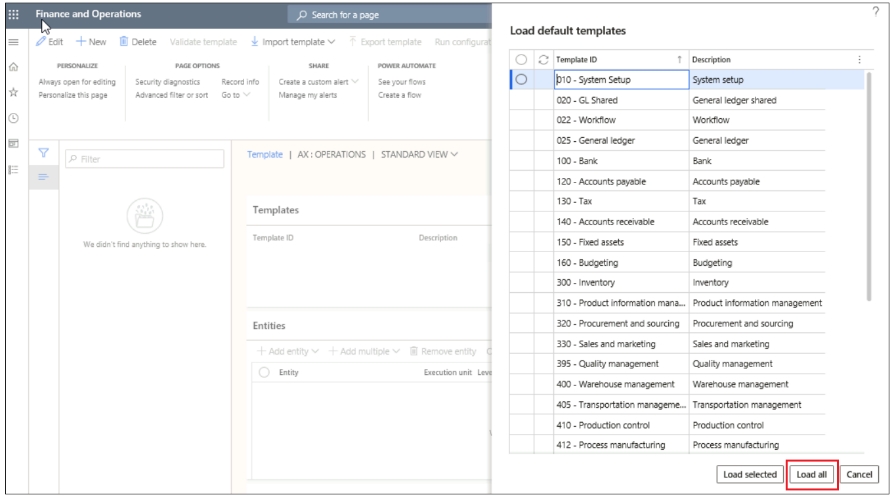 Finance and Operations
Search for a page
?
Edit
New
Delete
Validate template
Import template
Export template
Run configurat
PERSONALIZE
Always open for editing
Personalize this page
PAGE OPTIONS
Security diagnostics
Advanced filter or sort
Record info
Go to
SHARE
Create a custom alert
Manage my alerts
POWER AUTOMATE
See your flows
Create a flow
Filter
We didn't find anything to show here.
Template | AX : OPERATIONS | STANDARD VIEW
Templates
Template ID Description
Entities
Add entity
Add multiple
Remove entity
Entity Execution unit Leve
Load default templates
Template ID Description
010 - System Setup System setup
020 - GL Shared General ledger shared
022 - Workflow Workflow
025 - General ledger General ledger
100 - Bank Bank
120 - Accounts payable Accounts payable
130 - Tax Tax
140 - Accounts receivable Accounts receivable
150 - Fixed assets Fixed assets
160 - Budgeting Budgeting
300 - Inventory Inventory
310 - Product information mana... Product information management
320 - Procurement and sourcing Procurement and sourcing
330 - Sales and marketing Sales and marketing
395 - Quality management Quality management
400 - Warehouse management Warehouse management
405 - Transportation manageme... Transportation management
410 - Production control Production control
412 - Process manufacturing Process manufacturing
Load selected
Load all
Cancel